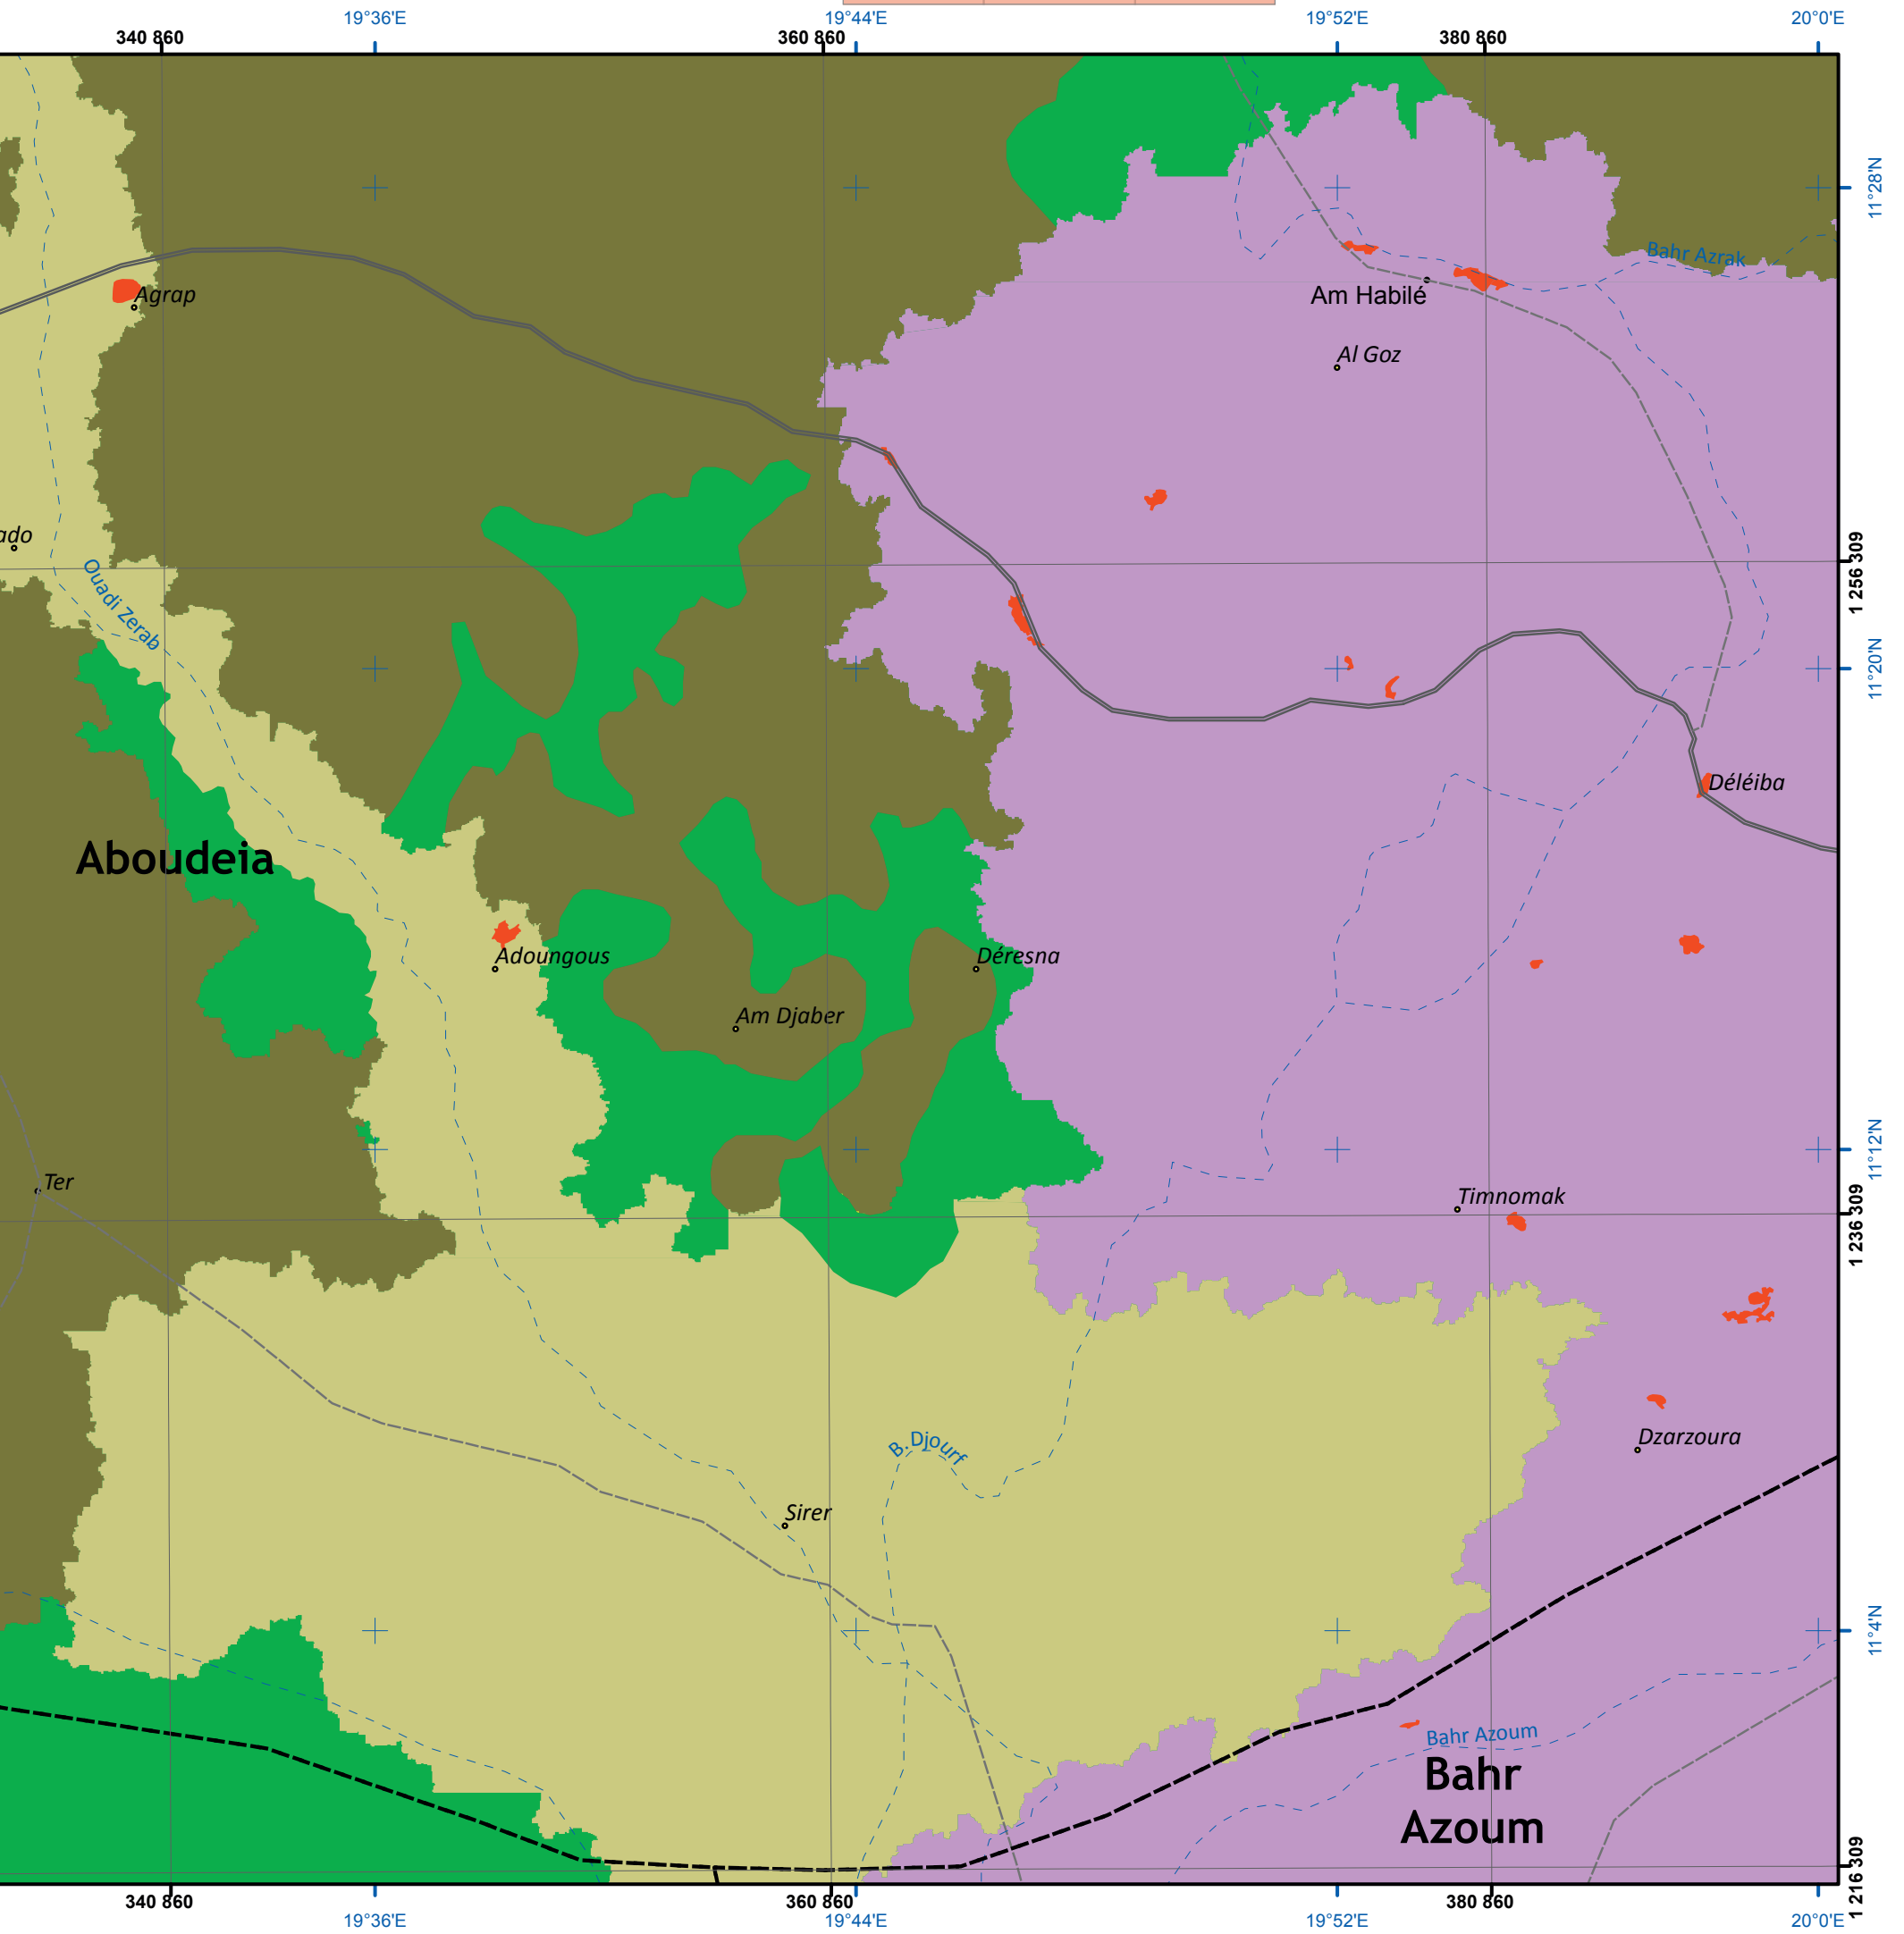 19°36'E
19°44'E
19°52'E
20°0'E
340 860
360 860
380 860
11°28'N
Bahr Azrak
Agrap
Am Habilé
Al Goz
ado
1 256 309
Ouadi Zerab
11°20'N
Déléiba
Aboudeia
Adoungous
Déresna
Am Djaber
11°12'N
Ter
Timnomak
1 236 309
Dzarzoura
B. Djourf
Sirer
11°4'N
Bahr Azoum
Bahr
Azoum
1 216 309
340 860
360 860
380 860
19°36'E
19°44'E
19°52'E
20°0'E